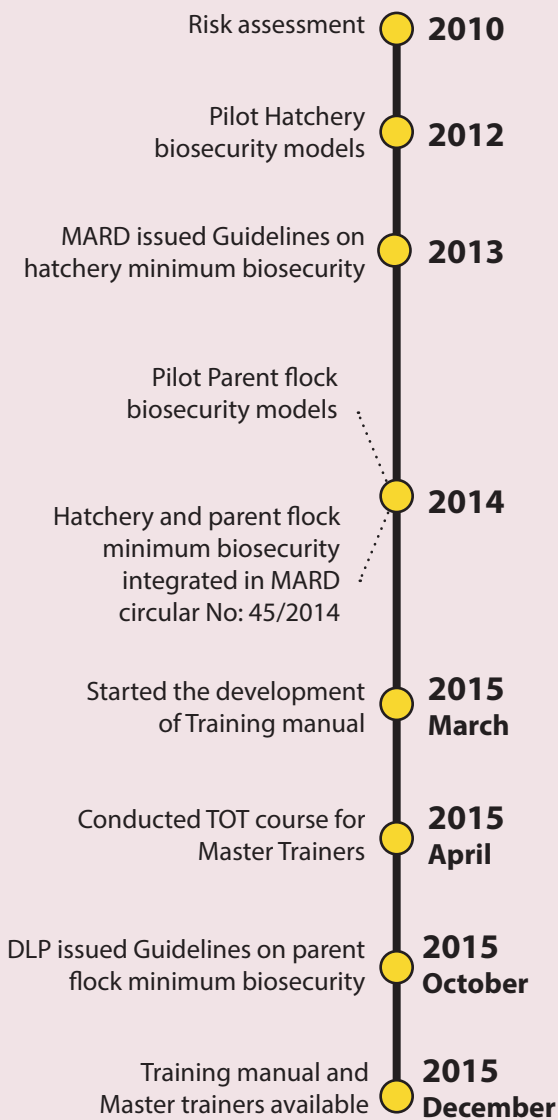 Risk assessment
2010
Pilot Hatchery
biosecurity models
2012
MARD issued Guidelines on
hatchery minimum biosecurity
2013
Pilot Parent flock
biosecurity models
2014
Hatchery and parent flock
minimum biosecurity
integrated in MARD
circular No: 45/2014
Started the development
of Training manual
2015
March
Conducted TOT course for
Master Trainers
2015
April
DLP issued Guidelines on parent
flock minimum biosecurity
2015
October
Training manual and
Master trainers available
2015
December